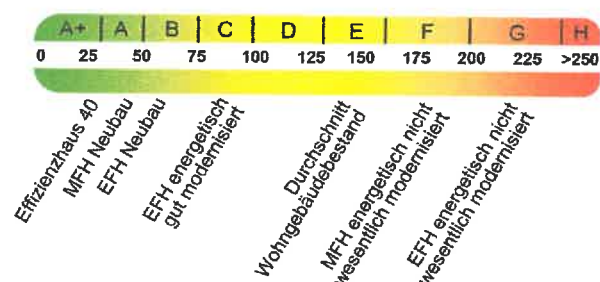 A+ A B C D E F G H
0 25 50 75 100 125 150 175 200 225 >250
Effizienzhaus 40
MFH Neubau
EFH Neubau
EFH energetisch
gut modernisiert
Durchschnitt
Wohngebäudebestand
MFH energetisch nicht
wesentlich modernisiert
EFH energetisch nicht
wesentlich modernisiert